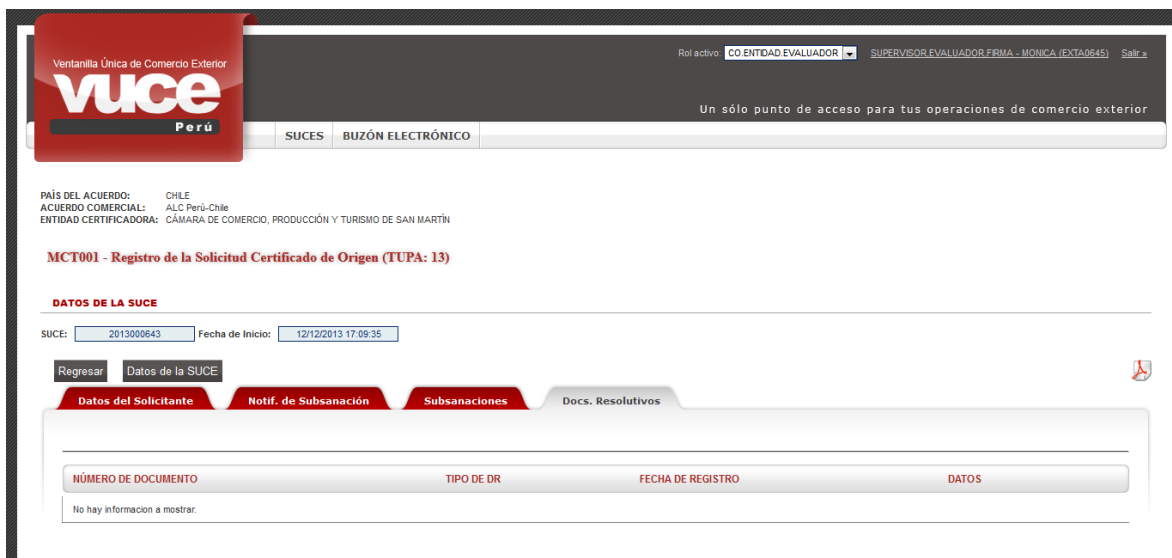 Ventanilla Única de Comercio Exterior
vuce
Perú
Rol activo: CO.ENTIDAD.EVALUADOR SUPERVISOR,EVALUADOR,FIRMA - MONICA (EXTA0645) Salir »
Un sólo punto de acceso para tus operaciones de comercio exterior
SUCES BUZÓN ELECTRÓNICO
PAÍS DEL ACUERDO: CHILE
ACUERDO COMERCIAL: ALC Perú-Chile
ENTIDAD CERTIFICADORA: CÁMARA DE COMERCIO, PRODUCCIÓN Y TURISMO DE SAN MARTÍN
MCT001 - Registro de la Solicitud Certificado de Origen (TUPA: 13)
DATOS DE LA SUCE
SUCE: 2013000643 Fecha de Inicio: 12/12/2013 17:09:35
Regresar Datos de la SUCE
Datos del Solicitante Notif. de Subsanación Subsanaciones Docs. Resolutivos
NÚMERO DE DOCUMENTO TIPO DE DR FECHA DE REGISTRO DATOS
No hay informacion a mostrar.